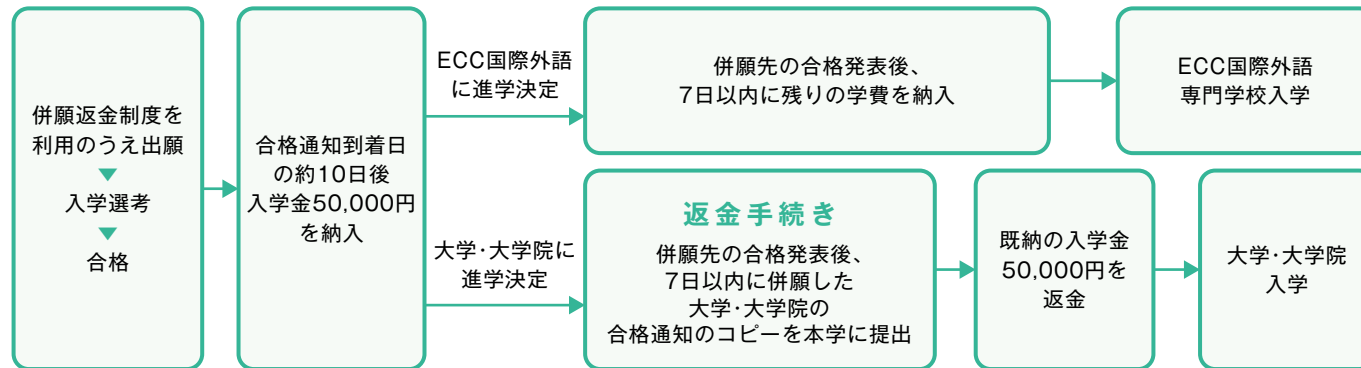 併願返金制度を
利用のうえ出願
▼
入学選考
▼
合格
合格通知到着日
の約10日後
入学金50,000円
を納入
ECC国際外語
に進学決定
併願先の合格発表後、
7日以内に残りの学費を納入
ECC国際外語
専門学校入学
大学・大学院に
進学決定
返金手続き
併願先の合格発表後、
7日以内に併願した
大学・大学院の
合格通知のコピーを本学に提出
既納の入学金
50,000円を
返金
大学・大学院
入学